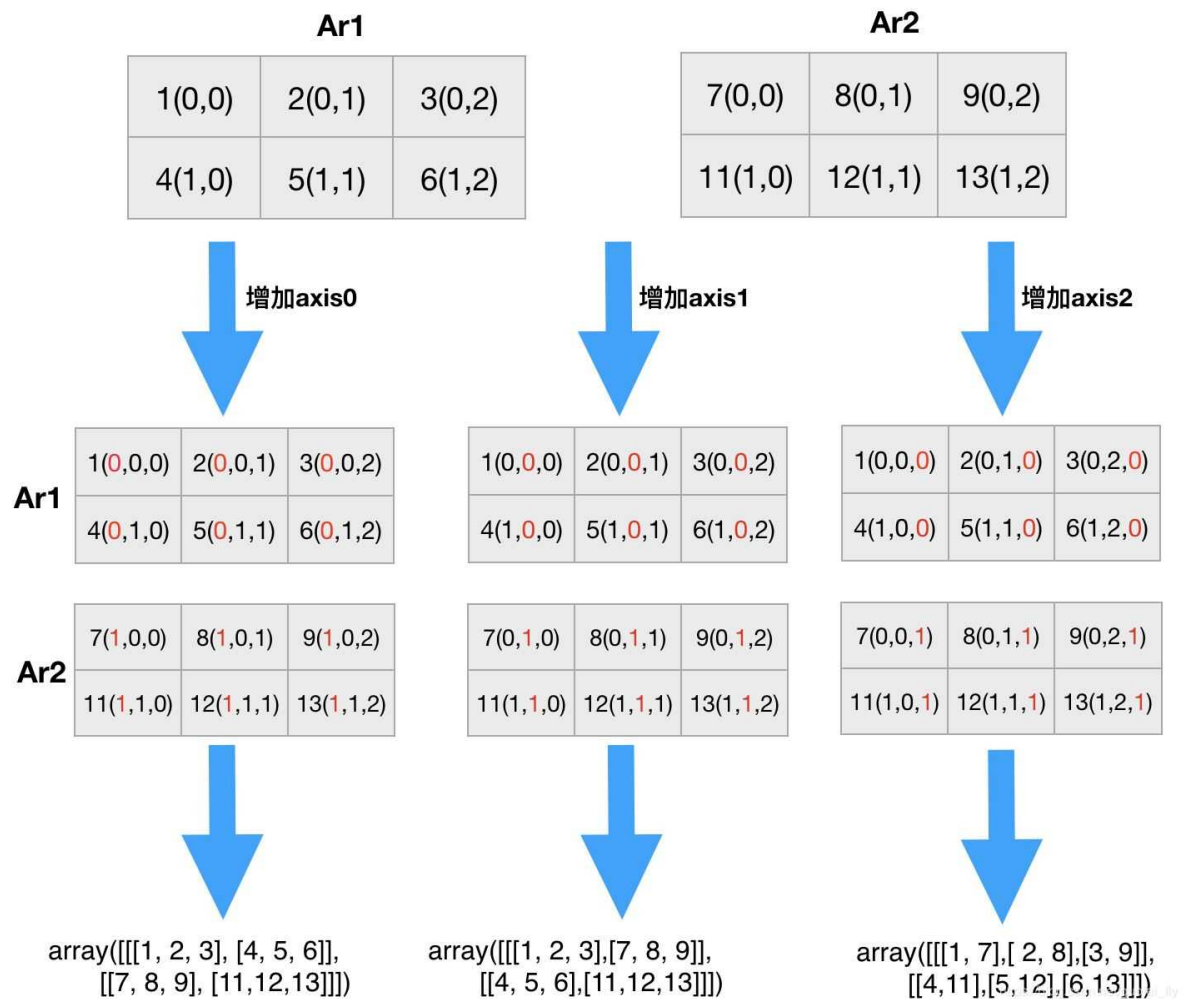 Ar1 Ar2
1(0,0) 2(0,1) 3(0,2) 7(0,0) 8(0,1) 9(0,2)
4(1,0) 5(1,1) 6(1,2) 11(1,0) 12(1,1) 13(1,2)
增加axis0 增加axis1 增加axis2
Ar1
1(0,0,0) 2(0,0,1) 3(0,0,2) 1(0,0,0) 2(0,0,1) 3(0,0,2) 1(0,0,0) 2(0,1,0) 3(0,2,0)
4(0,1,0) 5(0,1,1) 6(0,1,2) 4(1,0,0) 5(1,0,1) 6(1,0,2) 4(1,0,0) 5(1,1,0) 6(1,2,0)
Ar2
7(1,0,0) 8(1,0,1) 9(1,0,2) 7(0,1,0) 8(0,1,1) 9(0,1,2) 7(0,0,1) 8(0,1,1) 9(0,2,1)
11(1,1,0) 12(1,1,1) 13(1,1,2) 11(1,1,0) 12(1,1,1) 13(1,1,2) 11(1,0,1) 12(1,1,1) 13(1,2,1)
array([[[1, 2, 3], [4, 5, 6]], array([[[1, 2, 3],[7, 8, 9]], array([[[1, 7],[ 2, 8],[3, 9]],
[[7, 8, 9], [11,12,13]]]) [[4, 5, 6],[11,12,13]]]) [[4,11],[5,12],[6,13]]])